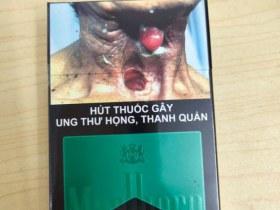 HÚT THUỐC GÂY
UNG THƯ HỌNG, THANH QUẢN